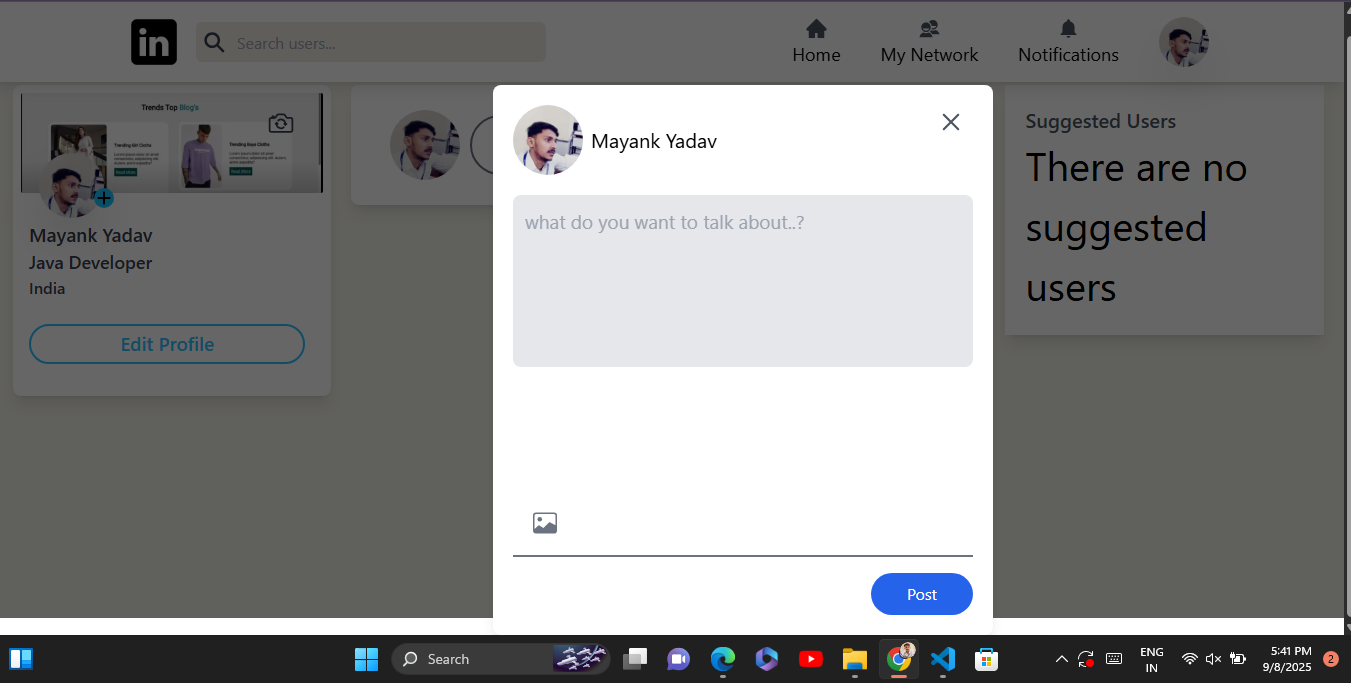 in
Search users...
Home
My Network
Notifications
Trends Top Blog's
Trending Girl Cloths
Read More
Trending Boys Cloths
Read More
Mayank Yadav
Java Developer
India
Edit Profile
Mayank Yadav
what do you want to talk about..?
Post
Suggested Users
There are no
suggested
users
Search
ENG
IN
5:41 PM
9/8/2025
2